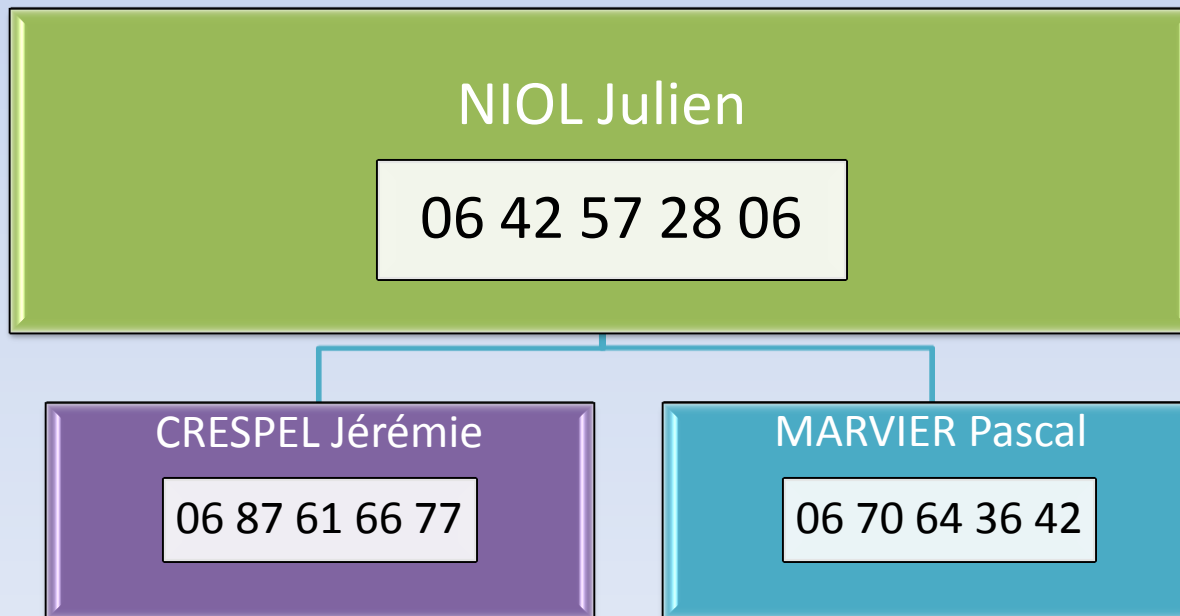 NIOL Julien
06 42 57 28 06
CRESPEL Jérémie
06 87 61 66 77
MARVIER Pascal
06 70 64 36 42